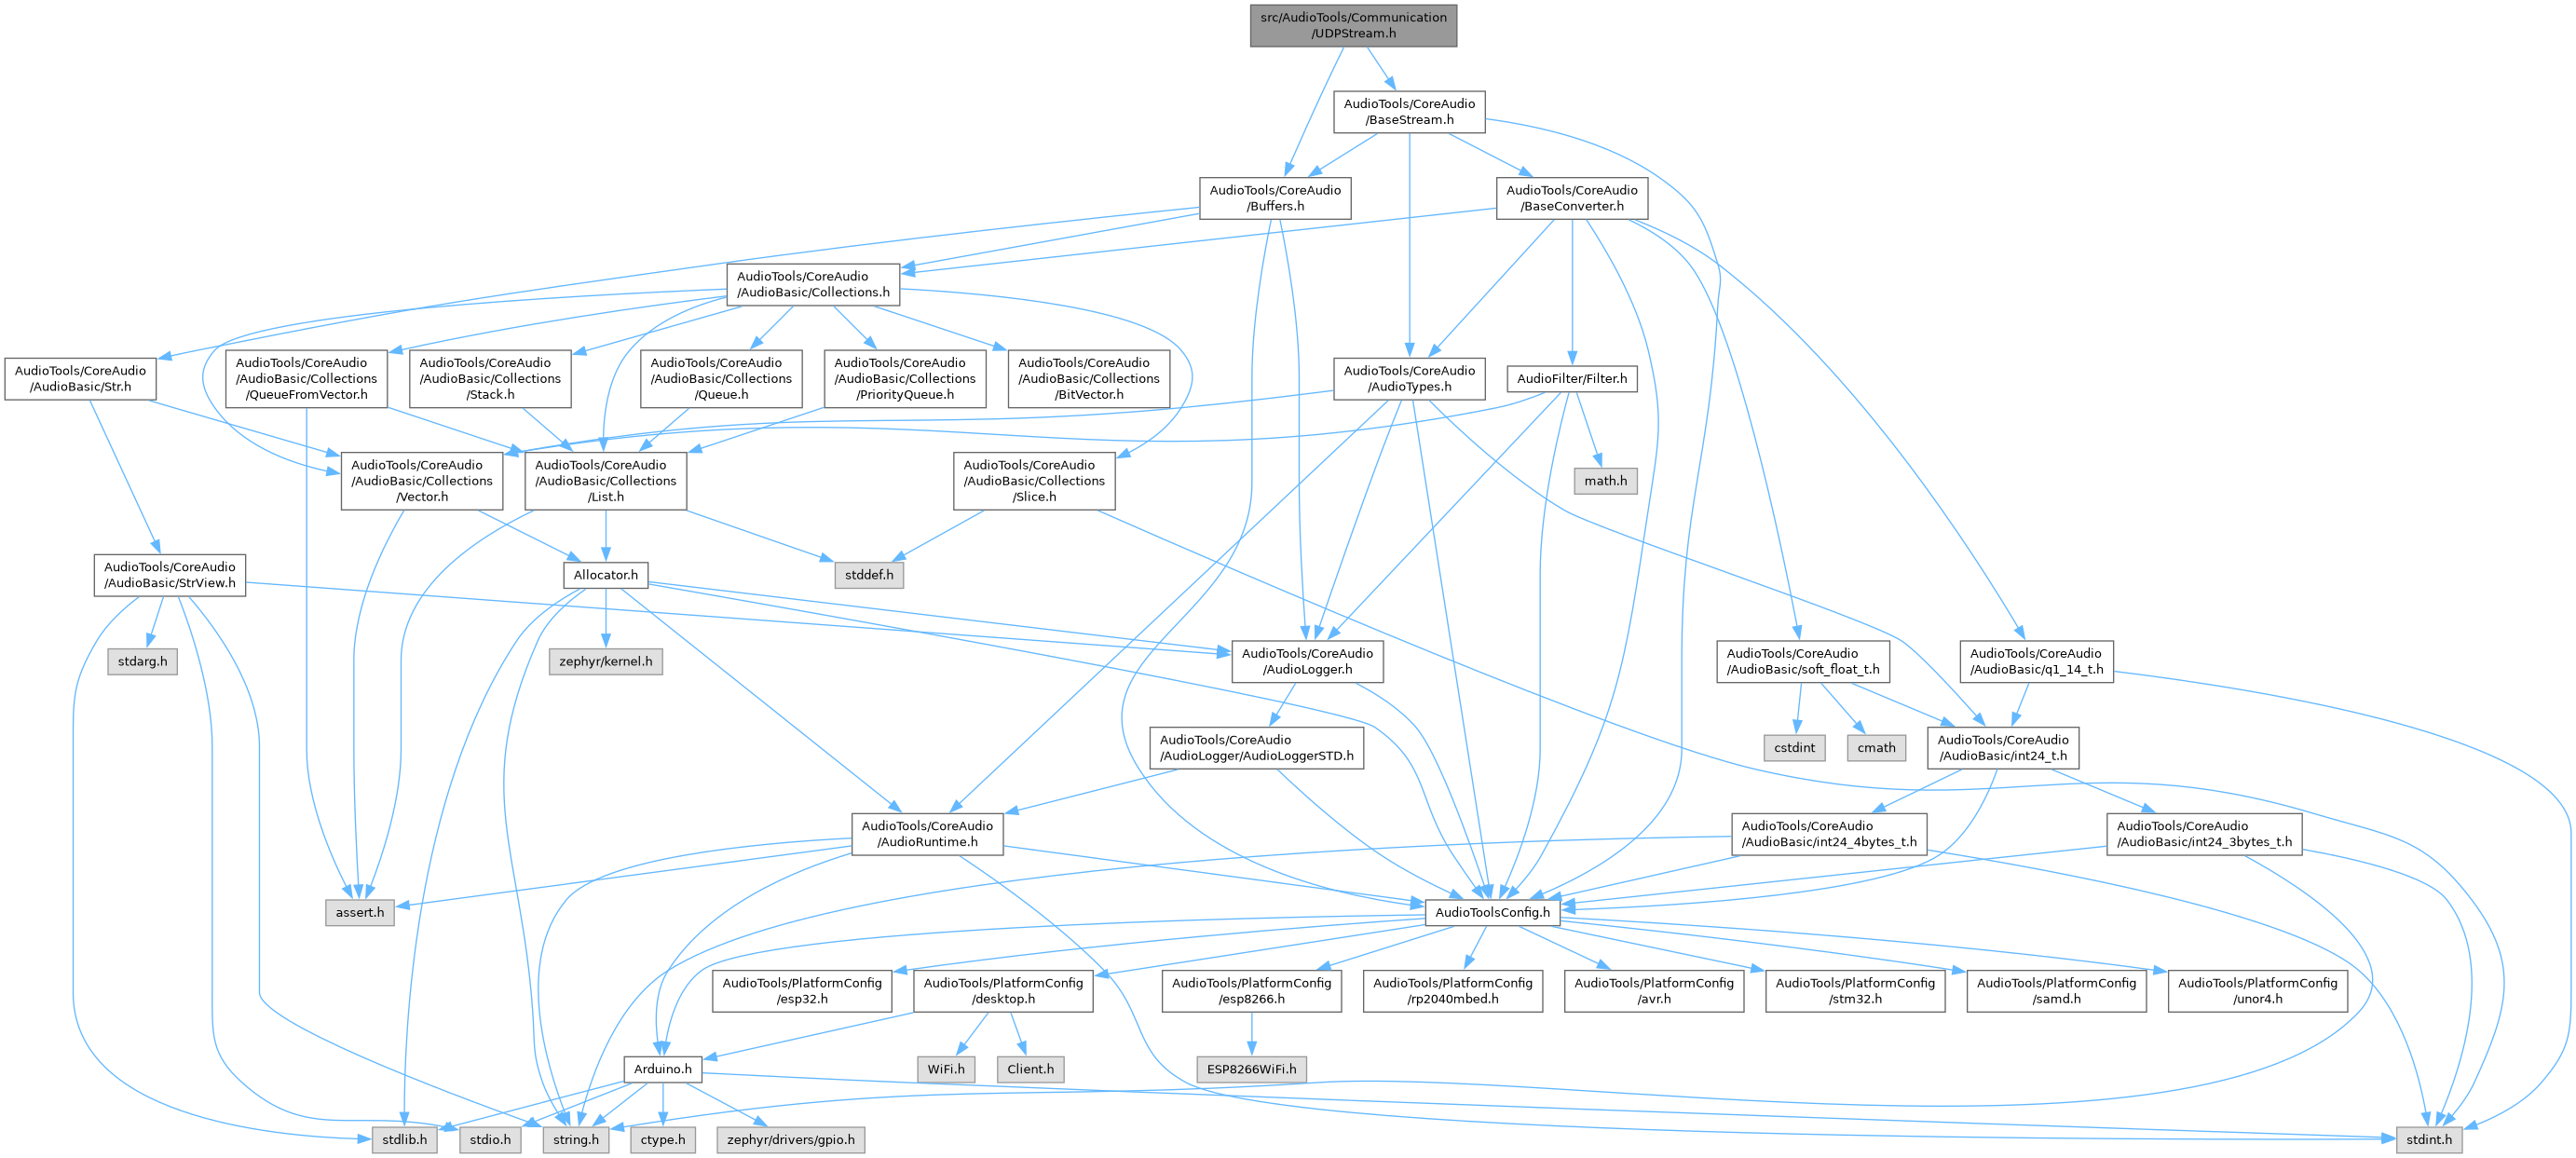 src/AudioTools/Communication
/UDPStream.h
AudioTools/CoreAudio
/BaseStream.h
AudioTools/CoreAudio
/Buffers.h
AudioTools/CoreAudio
/BaseConverter.h
AudioTools/CoreAudio
/AudioBasic/Collections.h
AudioTools/CoreAudio
/AudioBasic/Str.h
AudioTools/CoreAudio
/AudioBasic/Collections
/QueueFromVector.h
AudioTools/CoreAudio
/AudioBasic/Collections
/Stack.h
AudioTools/CoreAudio
/AudioBasic/Collections
/Queue.h
AudioTools/CoreAudio
/AudioBasic/Collections
/PriorityQueue.h
AudioTools/CoreAudio
/AudioBasic/Collections
/BitVector.h
AudioTools/CoreAudio
/AudioTypes.h
AudioFilter/Filter.h
AudioTools/CoreAudio
/AudioBasic/Collections
/Vector.h
AudioTools/CoreAudio
/AudioBasic/Collections
/List.h
AudioTools/CoreAudio
/AudioBasic/Collections
/Slice.h
math.h
AudioTools/CoreAudio
/AudioBasic/StrView.h
Allocator.h
stddef.h
stdarg.h
zephyr/kernel.h
AudioTools/CoreAudio
/AudioLogger.h
AudioTools/CoreAudio
/AudioBasic/soft_float_t.h
AudioTools/CoreAudio
/AudioBasic/q1_14_t.h
AudioTools/CoreAudio
/AudioLogger/AudioLoggerSTD.h
cstdint
cmath
AudioTools/CoreAudio
/AudioBasic/int24_t.h
AudioTools/CoreAudio
/AudioRuntime.h
AudioTools/CoreAudio
/AudioBasic/int24_4bytes_t.h
AudioTools/CoreAudio
/AudioBasic/int24_3bytes_t.h
assert.h
AudioToolsConfig.h
AudioTools/PlatformConfig
/esp32.h
AudioTools/PlatformConfig
/desktop.h
AudioTools/PlatformConfig
/esp8266.h
AudioTools/PlatformConfig
/rp2040mbed.h
AudioTools/PlatformConfig
/avr.h
AudioTools/PlatformConfig
/stm32.h
AudioTools/PlatformConfig
/samd.h
AudioTools/PlatformConfig
/unor4.h
Arduino.h
WiFi.h
Client.h
ESP8266WiFi.h
stdlib.h
stdio.h
string.h
ctype.h
zephyr/drivers/gpio.h
stdint.h